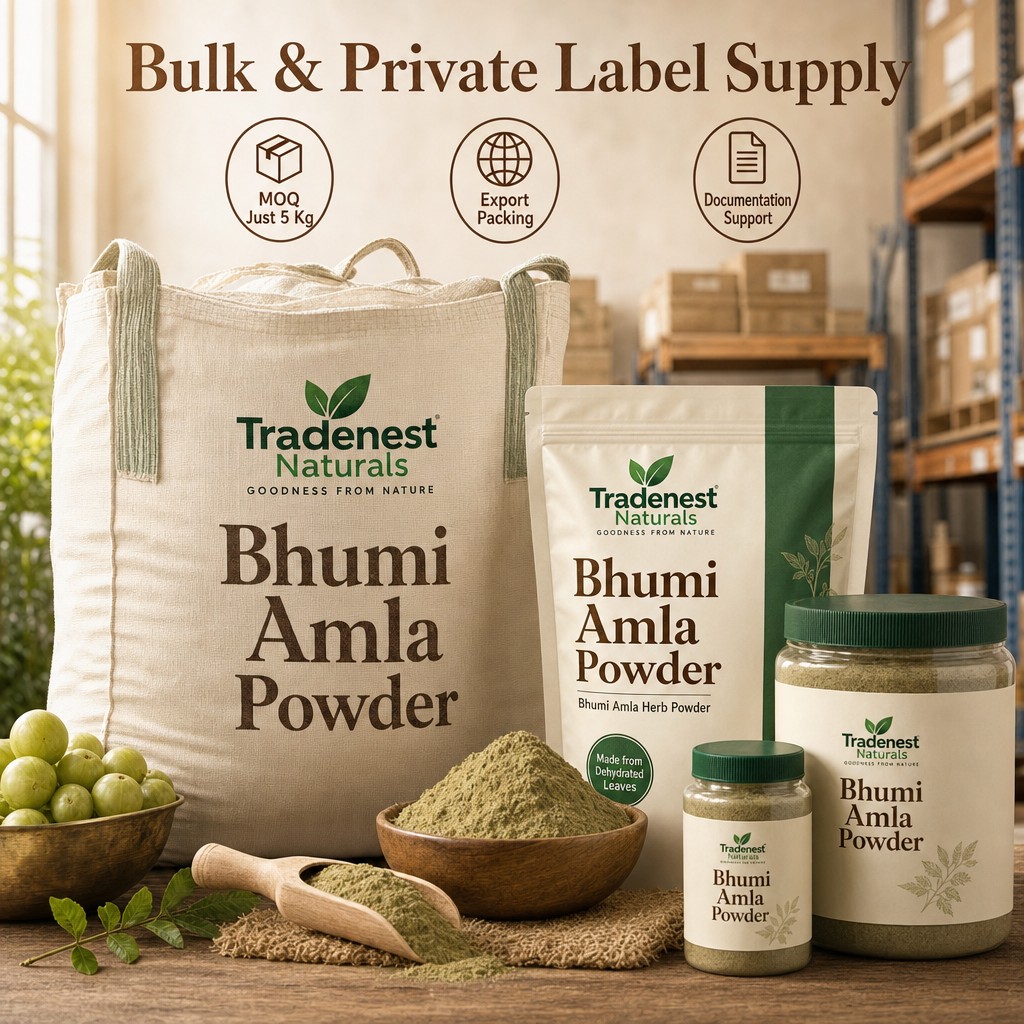 Bulk & Private Label Supply
MOQ
Just 5 Kg
Export
Packing
Documentation
Support
Tradenest
Naturals
GOODNESS FROM NATURE
Bhumi
Amla
Powder
Tradenest
Naturals
GOODNESS FROM NATURE
Bhumi
Amla
Powder
Bhumi Amla Herb Powder
Made from
Dehydrated
Leaves
Tradenest
Naturals
Bhumi
Amla
Powder
Tradenest
Naturals
GOODNESS FROM NATURE
Bhumi
Amla
Powder